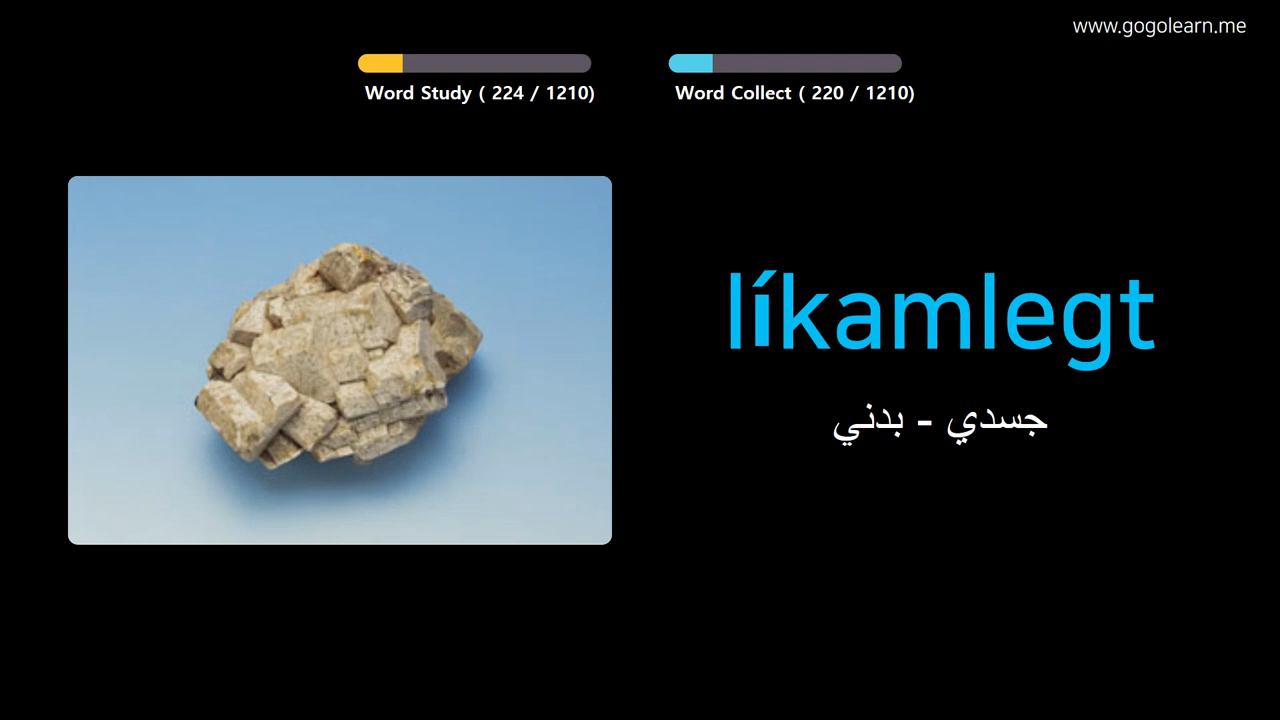 www.gogolearn.me
Word Study ( 224 / 1210)
Word Collect ( 220 / 1210)
líkamlegt
جسدي - بدني